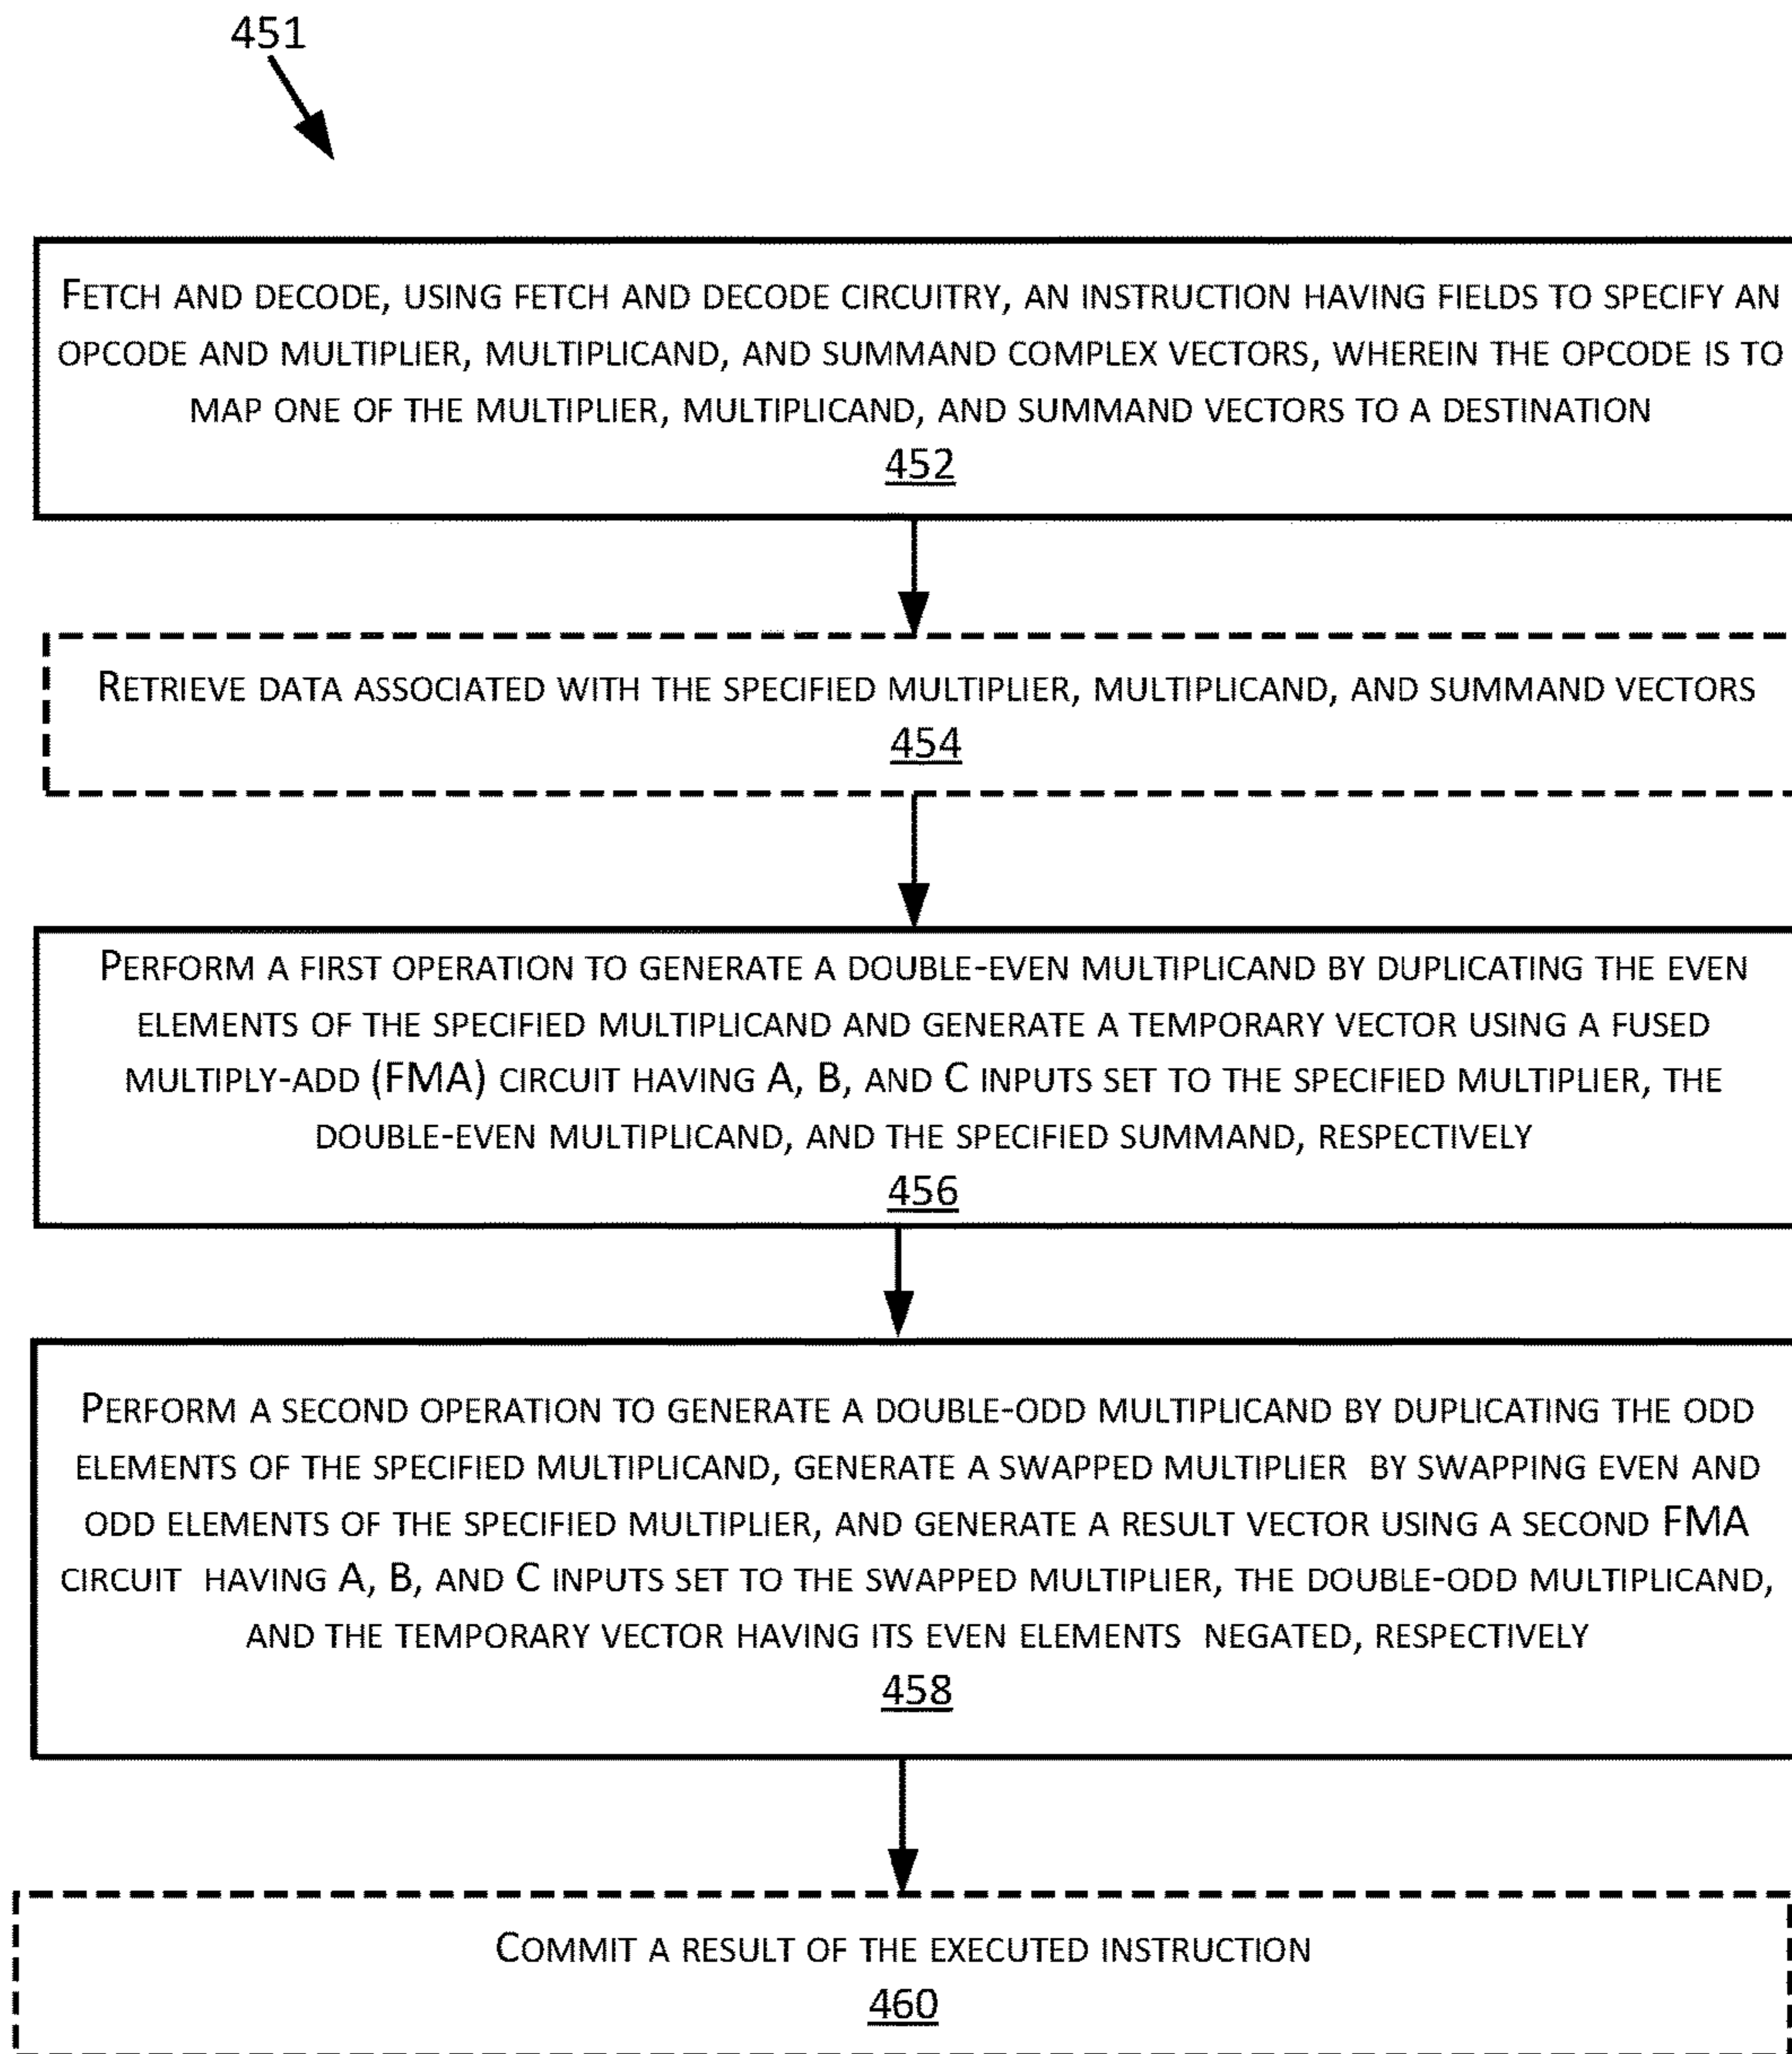 451
FETCH AND DECODE, USING FETCH AND DECODE CIRCUITRY, AN INSTRUCTION HAVING FIELDS TO SPECIFY AN
OPCODE AND MULTIPLIER, MULTIPLICAND, AND SUMMAND COMPLEX VECTORS, WHEREIN THE OPCODE IS TO
MAP ONE OF THE MULTIPLIER, MULTIPLICAND, AND SUMMAND VECTORS TO A DESTINATION
452
RETRIEVE DATA ASSOCIATED WITH THE SPECIFIED MULTIPLIER, MULTIPLICAND, AND SUMMAND VECTORS
454
PERFORM A FIRST OPERATION TO GENERATE A DOUBLE-EVEN MULTIPLICAND BY DUPLICATING THE EVEN
ELEMENTS OF THE SPECIFIED MULTIPLICAND AND GENERATE A TEMPORARY VECTOR USING A FUSED
MULTIPLY-ADD (FMA) CIRCUIT HAVING A, B, AND C INPUTS SET TO THE SPECIFIED MULTIPLIER, THE
DOUBLE-EVEN MULTIPLICAND, AND THE SPECIFIED SUMMAND, RESPECTIVELY
456
PERFORM A SECOND OPERATION TO GENERATE A DOUBLE-ODD MULTIPLICAND BY DUPLICATING THE ODD
ELEMENTS OF THE SPECIFIED MULTIPLICAND, GENERATE A SWAPPED MULTIPLIER BY SWAPPING EVEN AND
ODD ELEMENTS OF THE SPECIFIED MULTIPLIER, AND GENERATE A RESULT VECTOR USING A SECOND FMA
CIRCUIT HAVING A, B, AND C INPUTS SET TO THE SWAPPED MULTIPLIER, THE DOUBLE-ODD MULTIPLICAND,
AND THE TEMPORARY VECTOR HAVING ITS EVEN ELEMENTS NEGATED, RESPECTIVELY
458
COMMIT A RESULT OF THE EXECUTED INSTRUCTION
460